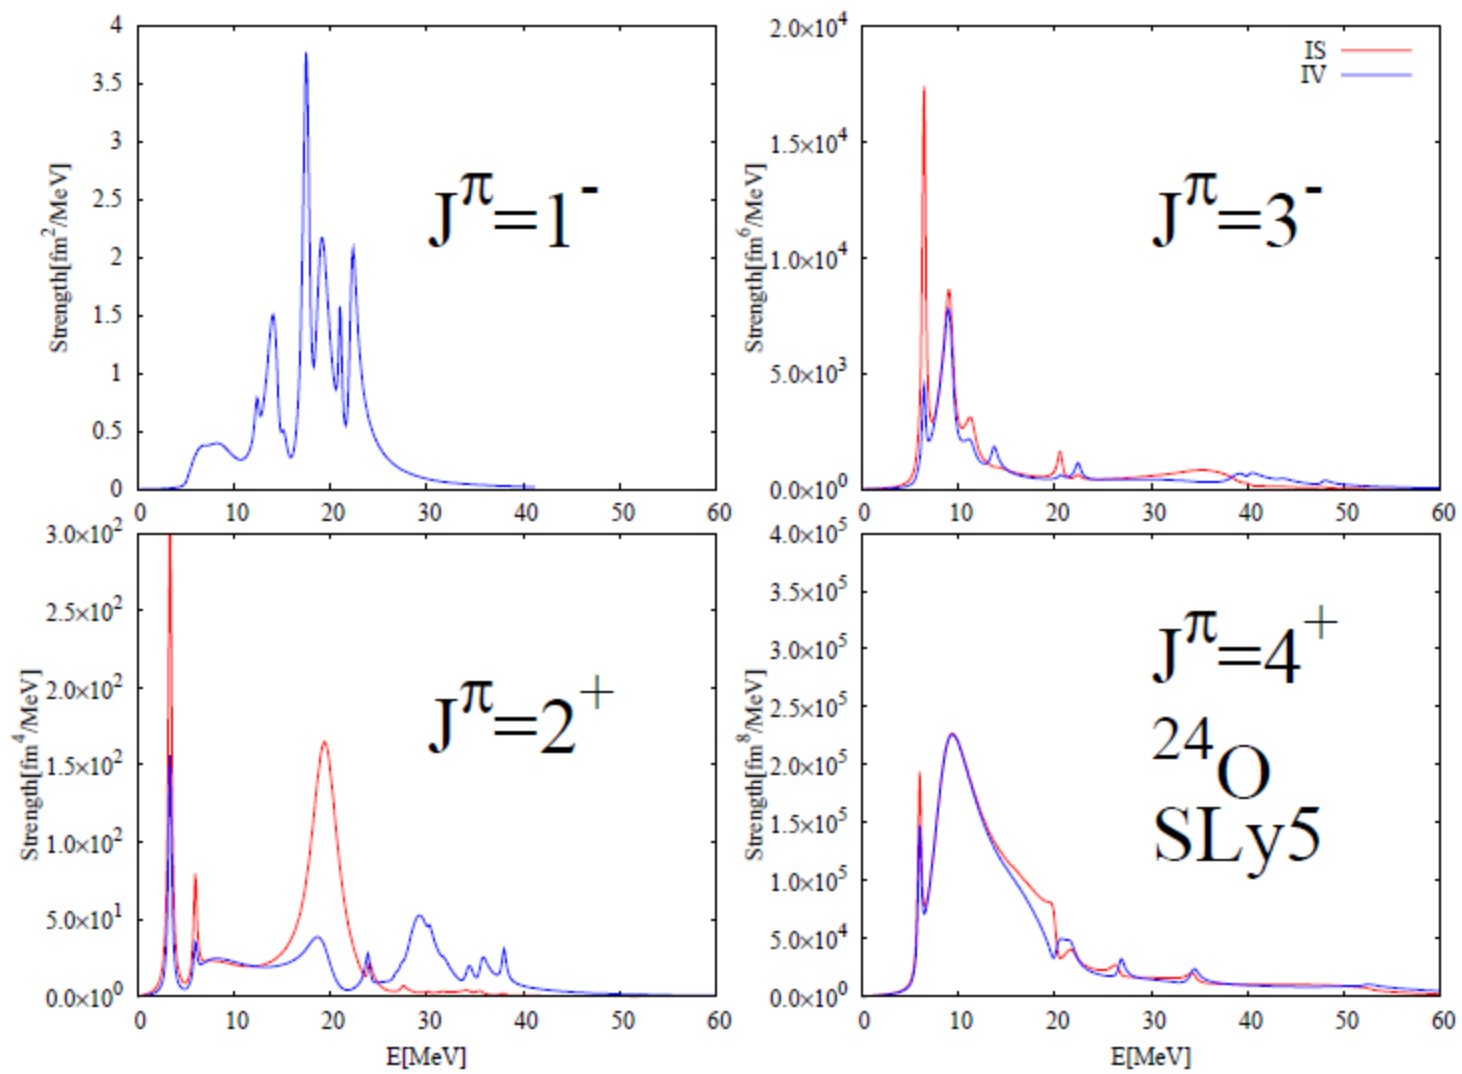 4
3.5
3
2.5
2
1.5
1
0.5
0
0 10 20 30 40 50 60
Strength[fm²/MeV]
Jπ=1⁻
2.0×10⁴
1.5×10⁴
1.0×10⁴
5.0×10³
0.0×10⁰
0 10 20 30 40 50 60
Strength[fm⁶/MeV]
IS
IV
Jπ=3⁻
3.0×10²
2.5×10²
2.0×10²
1.5×10²
1.0×10²
5.0×10¹
0.0×10⁰
0 10 20 30 40 50 60
Strength[fm⁴/MeV]
Jπ=2⁺
E[MeV]
4.0×10⁵
3.5×10⁵
3.0×10⁵
2.5×10⁵
2.0×10⁵
1.5×10⁵
1.0×10⁵
5.0×10⁴
0.0×10⁰
0 10 20 30 40 50 60
Strength[fm⁸/MeV]
Jπ=4⁺
²⁴O
SLy5
E[MeV]